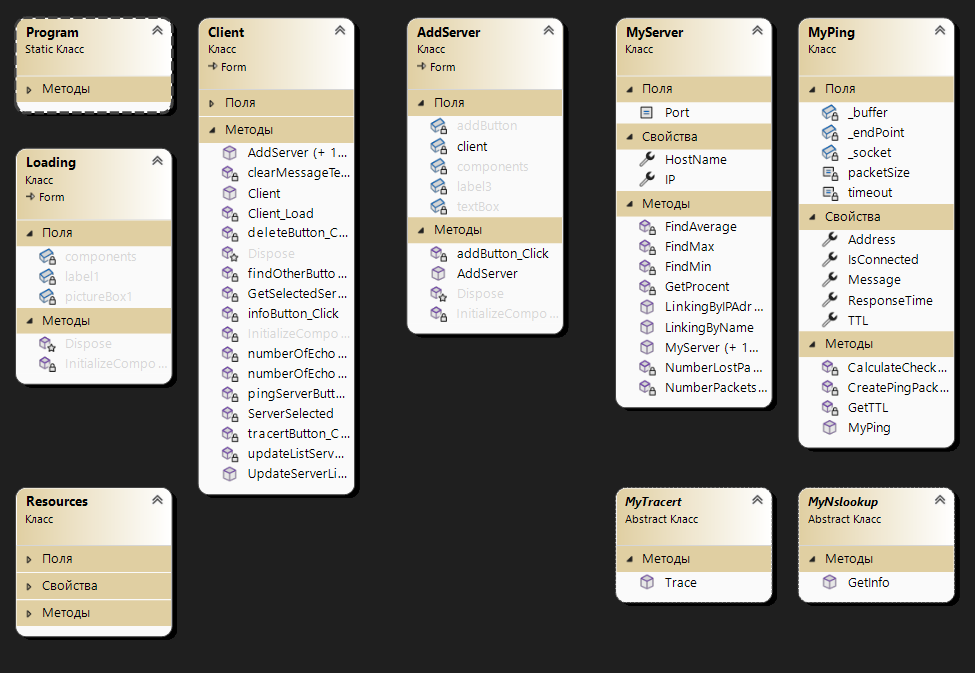 Program
Static Класс
Методы
Loading
Класс
Form
Поля
components
label1
pictureBox1
Методы
Dispose
InitializeCompo...
Resources
Класс
Поля
Свойства
Методы
Client
Класс
Form
Поля
Методы
AddServer (+ 1...
clearMessageTe...
Client
Client_Load
deleteButton_C...
Dispose
findOtherButto...
GetSelectedSer...
infoButton_Click
InitializeCompo...
numberOfEcho...
numberOfEcho...
pingServerButt...
ServerSelected
tracertButton_C...
updateListServ...
UpdateServerLi...
AddServer
Класс
Form
Поля
addButton
client
components
label3
textBox
Методы
addButton_Click
AddServer
Dispose
InitializeCompo...
MyServer
Класс
Поля
Port
Свойства
HostName
IP
Методы
FindAverage
FindMax
FindMin
GetProcent
LinkingByIPAdr...
LinkingByName
MyServer (+ 1...
NumberLostPa...
NumberPackets...
MyPing
Класс
Поля
_buffer
_endPoint
_socket
packetSize
timeout
Свойства
Address
IsConnected
Message
ResponseTime
TTL
Методы
CalculateCheck...
CreatePingPack...
GetTTL
MyPing
MyTracert
Abstract Класс
Методы
Trace
MyNslookup
Abstract Класс
Методы
GetInfo